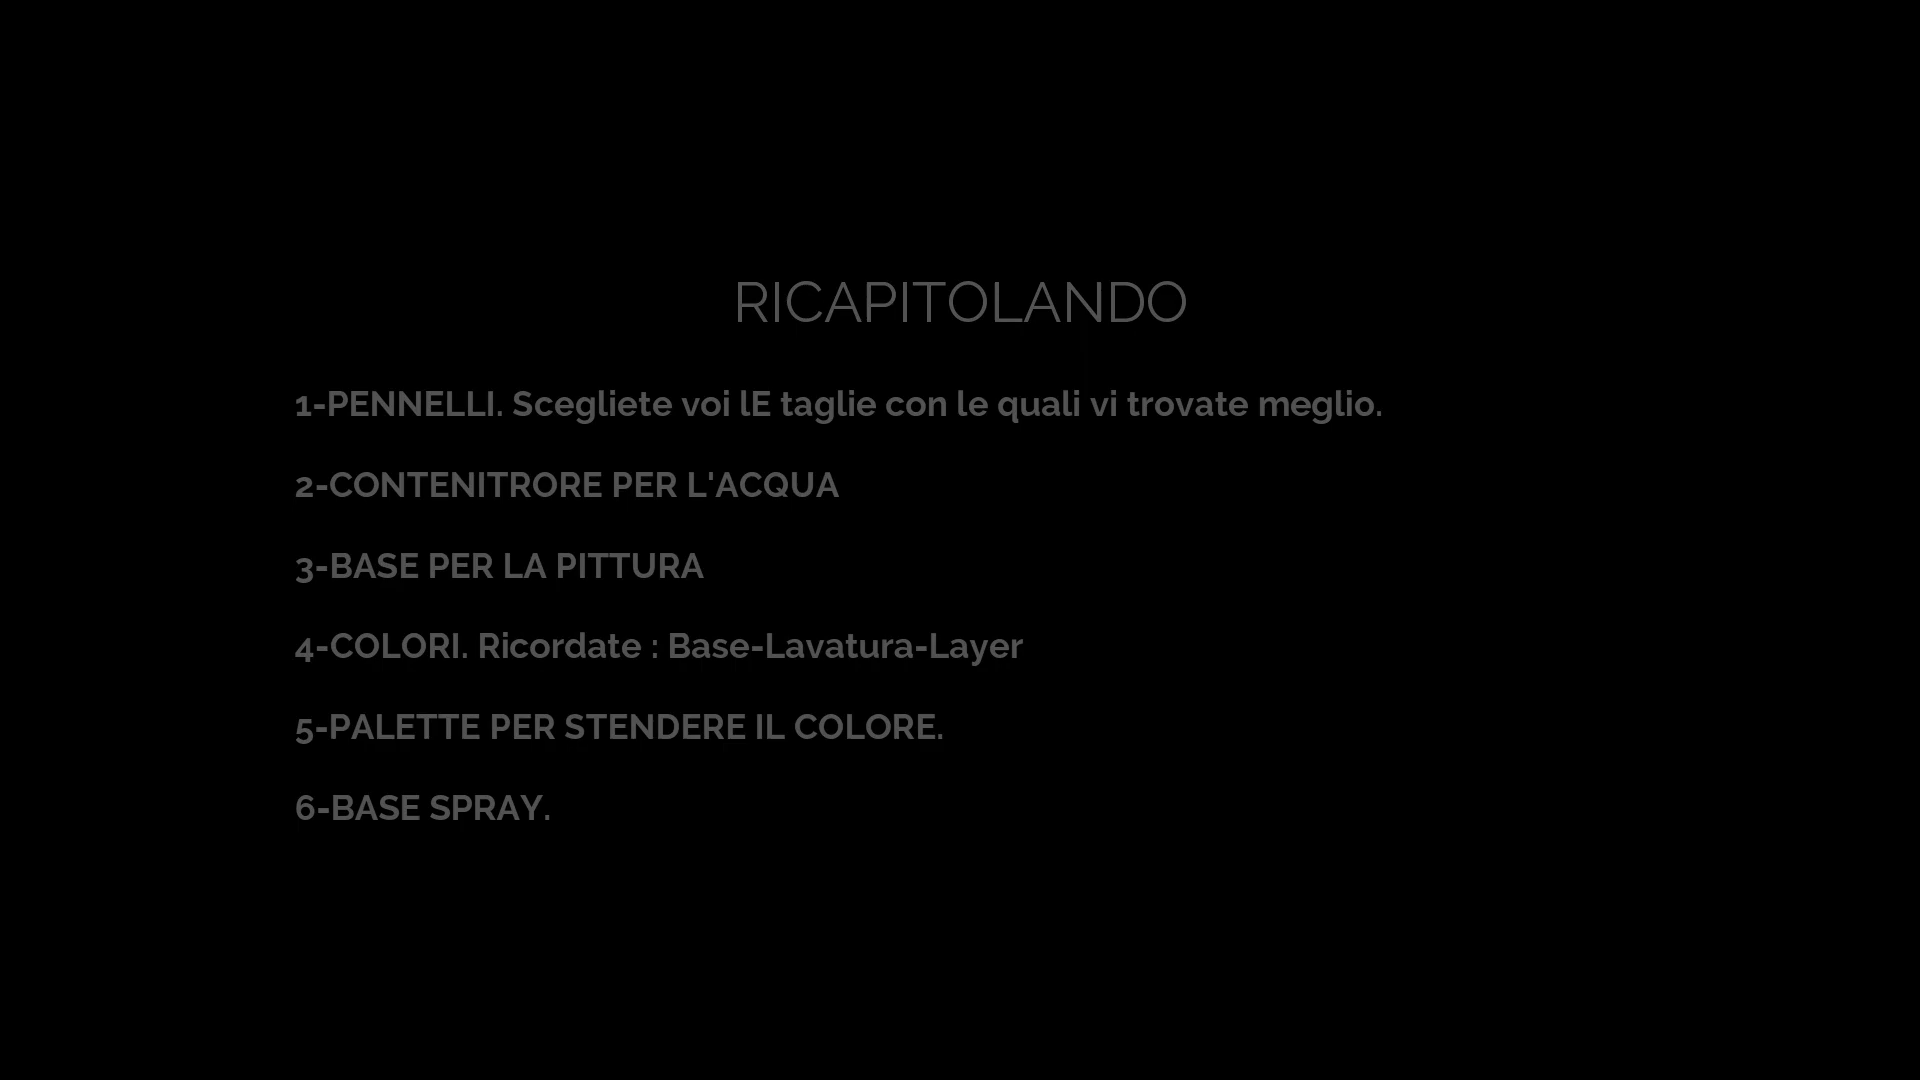 RICAPITOLANDO
1-PENNELLI. Scegliete voi lE taglie con le quali vi trovate meglio.
2-CONTENITRORE PER L'ACQUA
3-BASE PER LA PITTURA
4-COLORI. Ricordate : Base-Lavatura-Layer
5-PALETTE PER STENDERE IL COLORE.
6-BASE SPRAY.